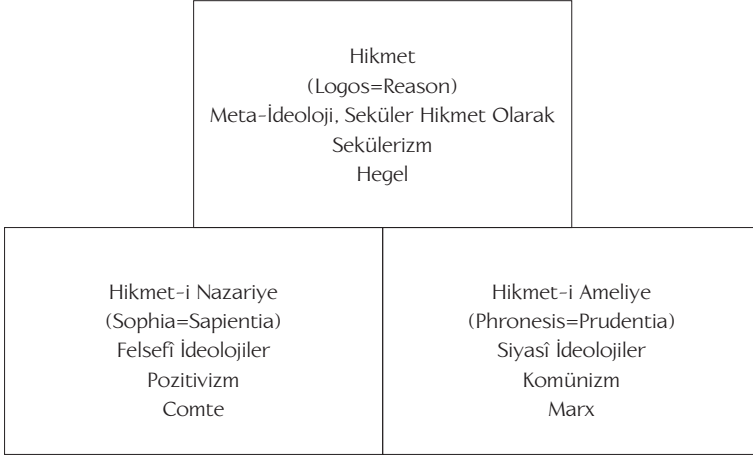 Hikmet
(Logos=Reason)
Meta-İdeoloji, Seküler Hikmet Olarak
Sekülerizm
Hegel
Hikmet-i Nazariye
(Sophia=Sapientia)
Felsefî İdeolojiler
Pozitivizm
Comte
Hikmet-i Ameliye
(Phronesis=Prudentia)
Siyasî İdeolojiler
Komünizm
Marx